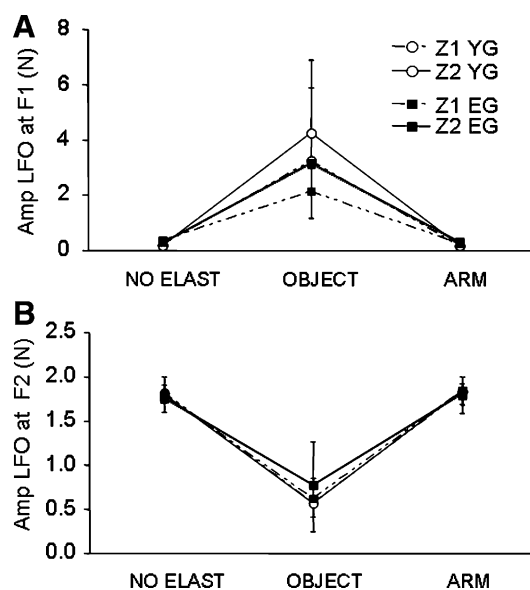 A
Amp LFO at F1 (N)
8
6
4
2
0
Z1 YG
Z2 YG
Z1 EG
Z2 EG
NO ELAST OBJECT ARM
B
Amp LFO at F2 (N)
2.5
2.0
1.5
1.0
0.5
0.0
NO ELAST OBJECT ARM